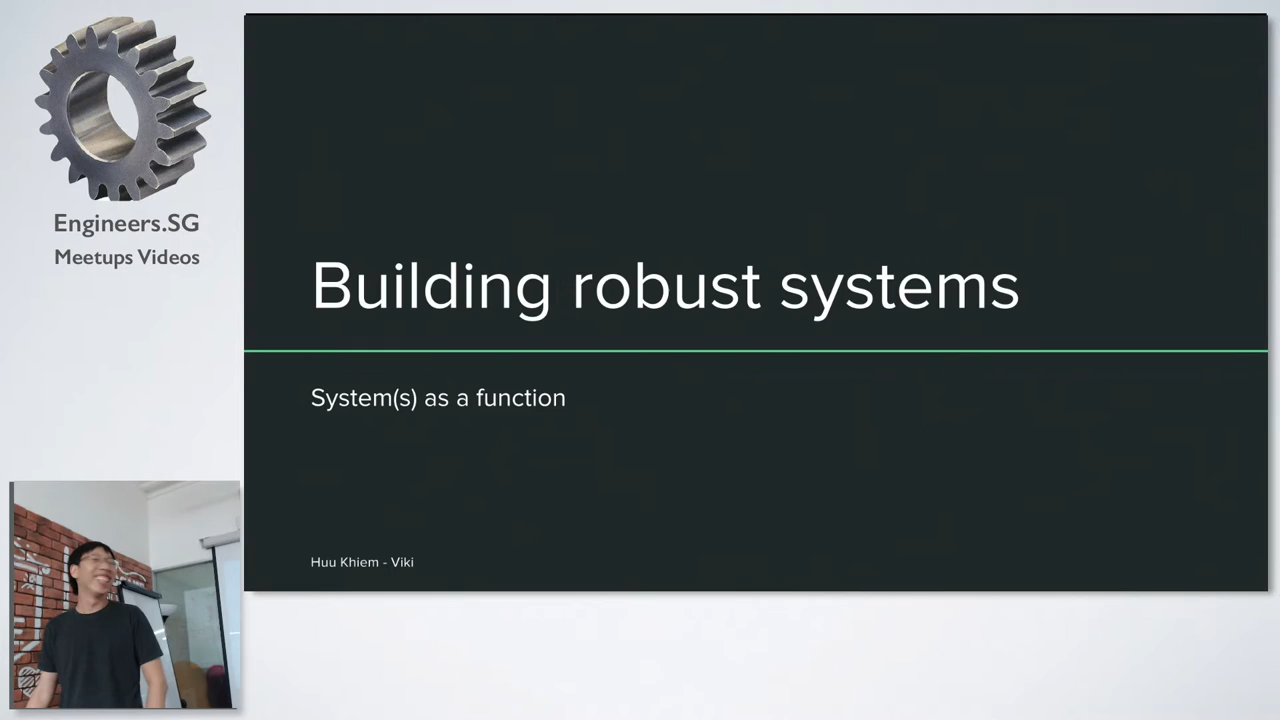 Engineers.SG
Meetups Videos
Building robust systems
System(s) as a function
Huu Khiem - Viki